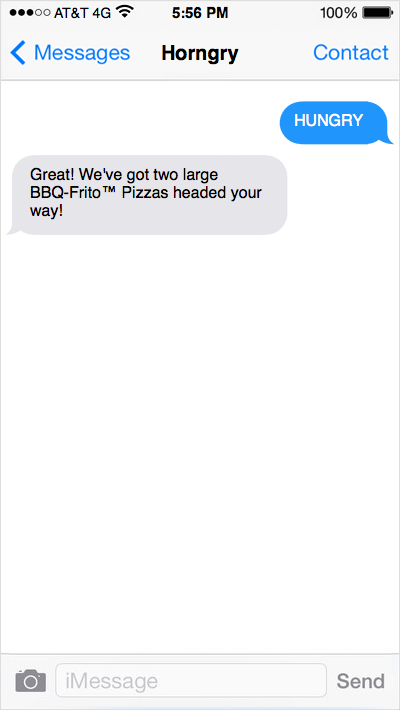 AT&T 4G 5:56 PM 100%
Messages Horngry Contact
HUNGRY
Great! We've got two large
BBQ-Frito™ Pizzas headed your
way!
iMessage Send